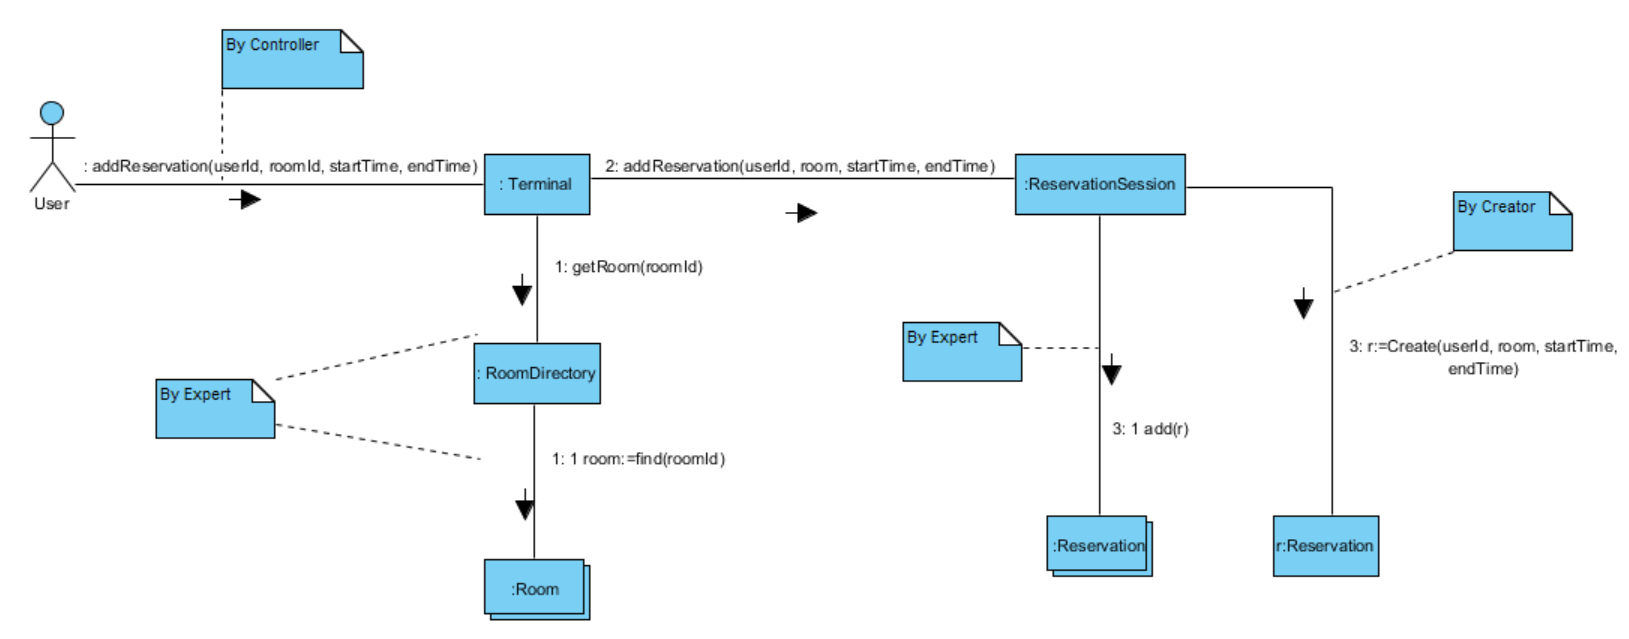 By Controller
: addReservation(userId, roomId, startTime, endTime)
2: addReservation(userId, room, startTime, endTime)
: Terminal
:ReservationSession
User
By Creator
1: getRoom(roomId)
By Expert
3: r:=Create(userId, room, startTime,
endTime)
: RoomDirectory
By Expert
3: 1 add(r)
1: 1 room:=find(roomId)
:Reservation
r:Reservation
:Room